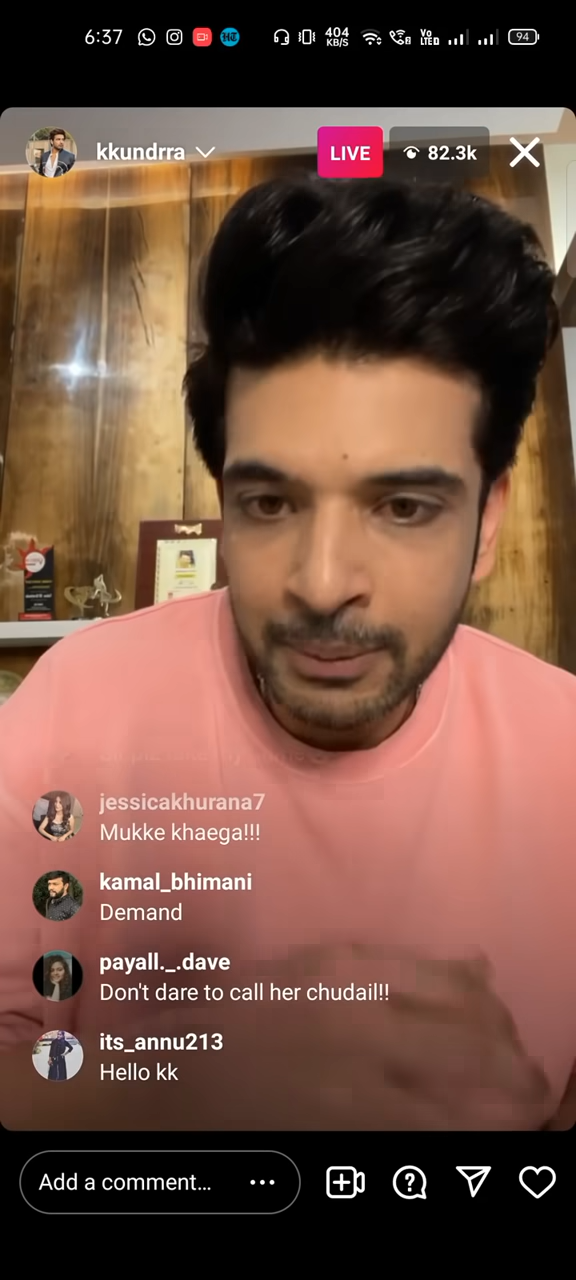 6:37
HT
404
KB/S
Vo
LTE
94
kkundrra
LIVE
82.3k
jessicakhurana7
Mukke khaega!!!
kamal_bhimani
Demand
payall._.dave
Don't dare to call her chudail!!
its_annu213
Hello kk
Add a comment...